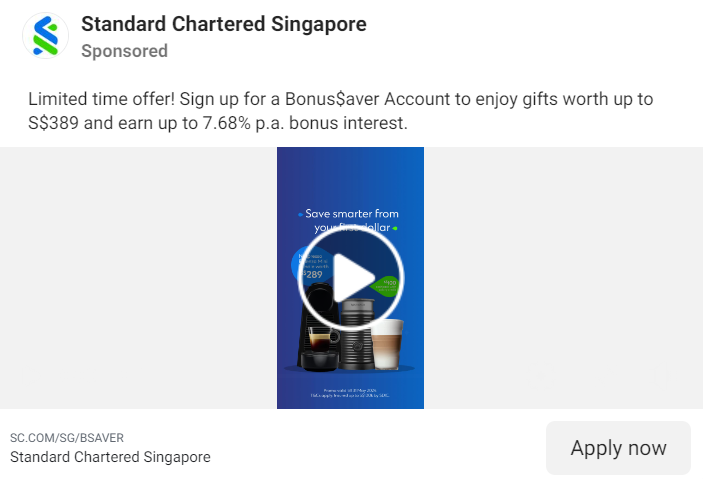 Standard Chartered Singapore
Sponsored
Limited time offer! Sign up for a Bonus$aver Account to enjoy gifts worth up to
S$389 and earn up to 7.68% p.a. bonus interest.
Save smarter from
your first dollar
$289
SC.COM/SG/BSAVER
Standard Chartered Singapore
Apply now